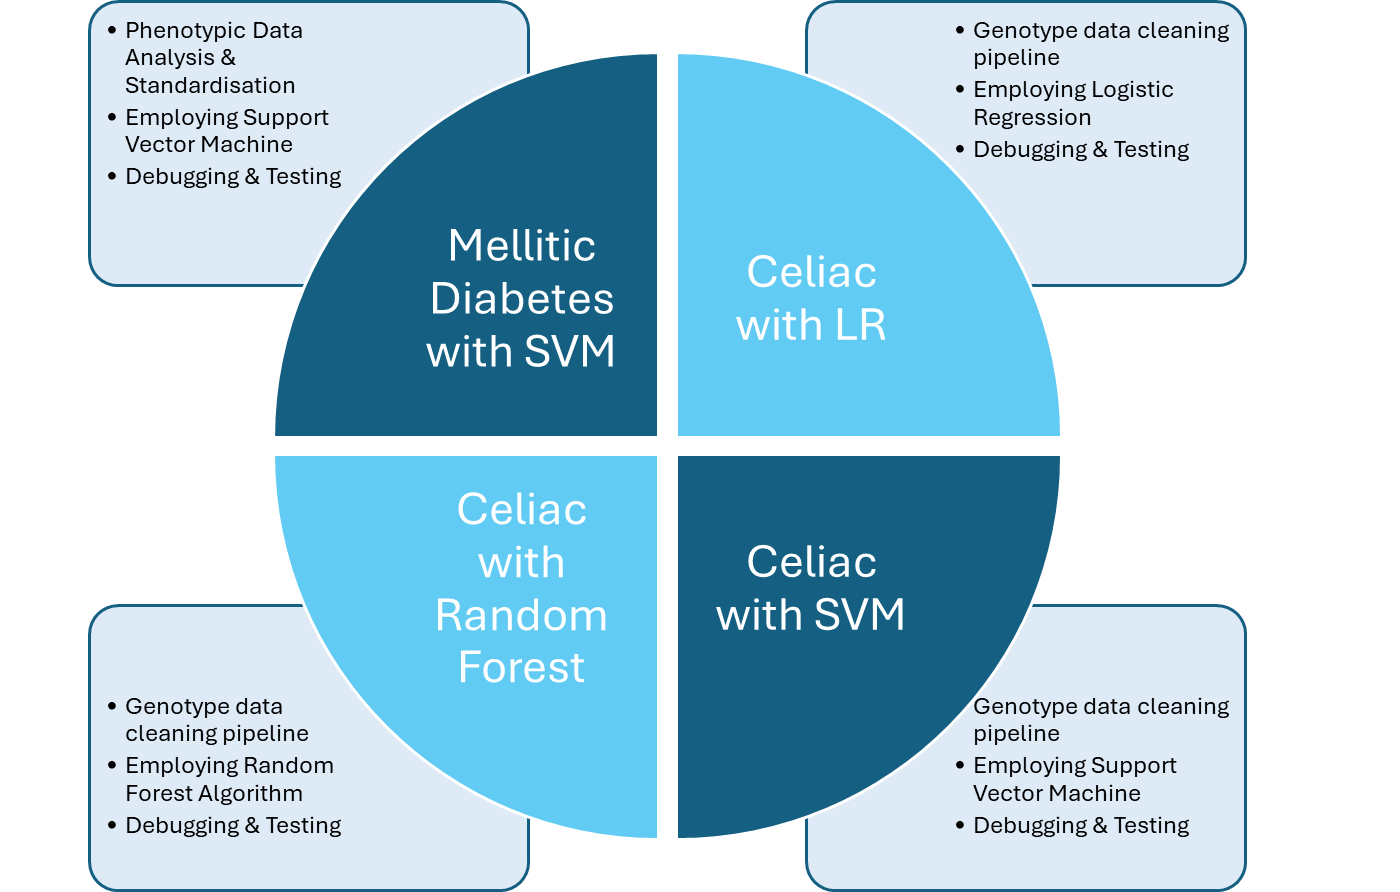 • Phenotypic Data
Analysis &
Standardisation
• Employing Support
Vector Machine
• Debugging & Testing
• Genotype data cleaning
pipeline
• Employing Logistic
Regression
• Debugging & Testing
Mellitic
Diabetes
with SVM
Celiac
with LR
Celiac
with
Random
Forest
Celiac
with SVM
• Genotype data
cleaning pipeline
• Employing Random
Forest Algorithm
• Debugging & Testing
Genotype data cleaning
pipeline
• Employing Support
Vector Machine
• Debugging & Testing